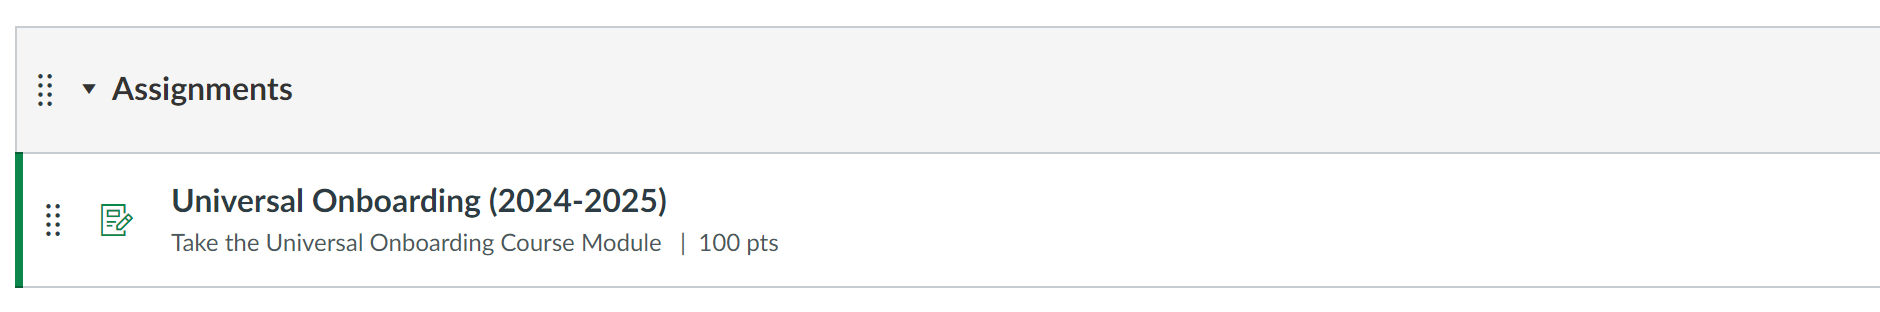 Assignments
Universal Onboarding (2024-2025)
Take the Universal Onboarding Course Module | 100 pts